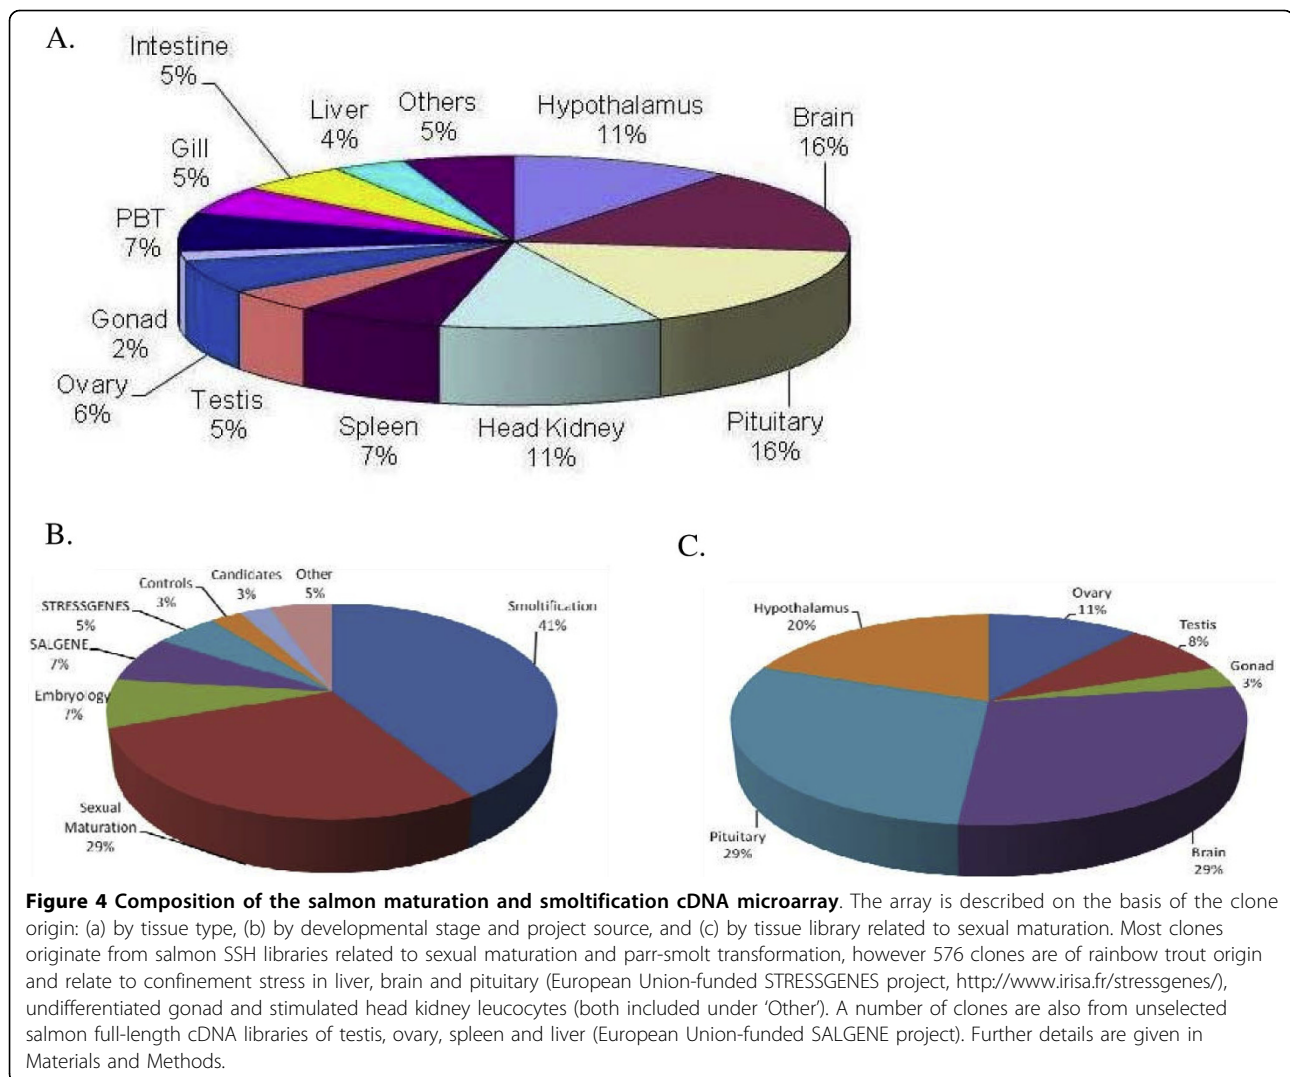 A.
Intestine
5%
Liver
4%
Others
5%
Hypothalamus
11%
Brain
16%
Gill
5%
PBT
7%
Gonad
2%
Ovary
6%
Testis
5%
Spleen
7%
Head Kidney
11%
Pituitary
16%
B.
Controls
3%
Candidates
3%
Other
5%
Smoltification
41%
STRESSGENES
5%
SALGENE
7%
Embryology
7%
Sexual
Maturation
29%
C.
Hypothalamus
20%
Ovary
11%
Testis
8%
Gonad
3%
Pituitary
29%
Brain
29%
Figure 4 Composition of the salmon maturation and smoltification cDNA microarray. The array is described on the basis of the clone
origin: (a) by tissue type, (b) by developmental stage and project source, and (c) by tissue library related to sexual maturation. Most clones
originate from salmon SSH libraries related to sexual maturation and parr-smolt transformation, however 576 clones are of rainbow trout origin
and relate to confinement stress in liver, brain and pituitary (European Union-funded STRESSGENES project, http://www.irisa.fr/stressgenes/),
undifferentiated gonad and stimulated head kidney leucocytes (both included under ‘Other’). A number of clones are also from unselected
salmon full-length cDNA libraries of testis, ovary, spleen and liver (European Union-funded SALGENE project). Further details are given in
Materials and Methods.